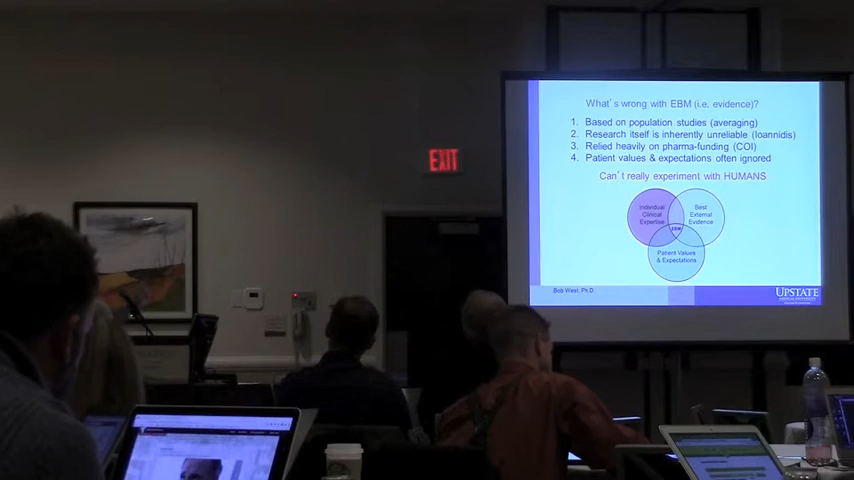 What's wrong with EBM (i.e. evidence)?
1. Based on population studies (averaging)
2. Research itself is inherently unreliable (Ioannidis)
3. Relied heavily on pharma-funding (COI)
4. Patient values & expectations often ignored
Can't really experiment with HUMANS
Individual
Clinical
Expertise
Best
External
Evidence
EBM
Patient Values
& Expectations
Bob West, Ph.D.
UPSTATE
EXIT